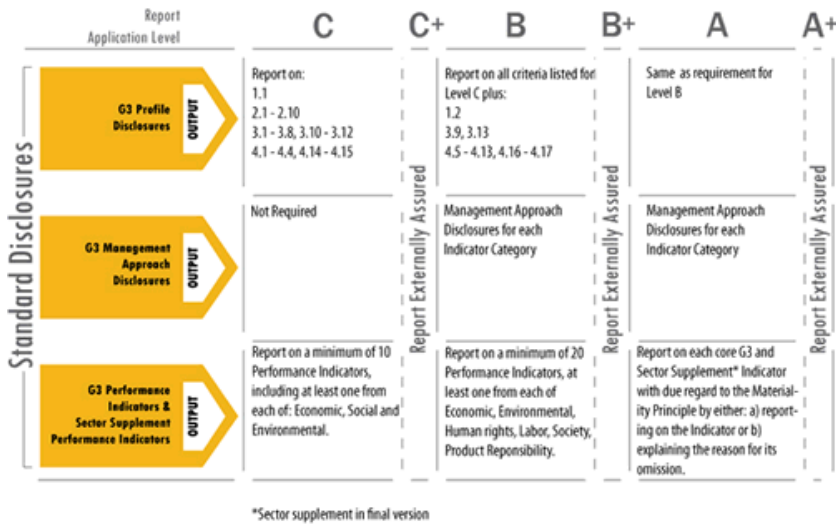 Report
Application Level
C
C+
B
B+
A
A+
Standard Disclosures
G3 Profile
Disclosures
OUTPUT
Report on:
1.1
2.1 - 2.10
3.1 - 3.8, 3.10 - 3.12
4.1 - 4.4, 4.14 - 4.15
Report Externally Assured
Report on all criteria listed for
Level C plus:
1.2
3.9, 3.13
4.5 - 4.13, 4.16 - 4.17
Report Externally Assured
Same as requirement for
Level B
Report Externally Assured
G3 Management
Approach
Disclosures
OUTPUT
Not Required
Management Approach
Disclosures for each
Indicator Category
Management Approach
Disclosures for each
Indicator Category
G3 Performance
Indicators &
Sector Supplement
Performance Indicators
OUTPUT
Report on a minimum of 10
Performance Indicators,
including at least one from
each of: Economic, Social and
Environmental.
Report on a minimum of 20
Performance Indicators, at
least one from each of
Economic, Environmental,
Human rights, Labor, Society,
Product Reponsibility.
Report on each core G3 and
Sector Supplement* Indicator
with due regard to the Material-
ity Principle by either: a) report-
ing on the Indicator or b)
explaining the reason for its
omission.
*Sector supplement in final version